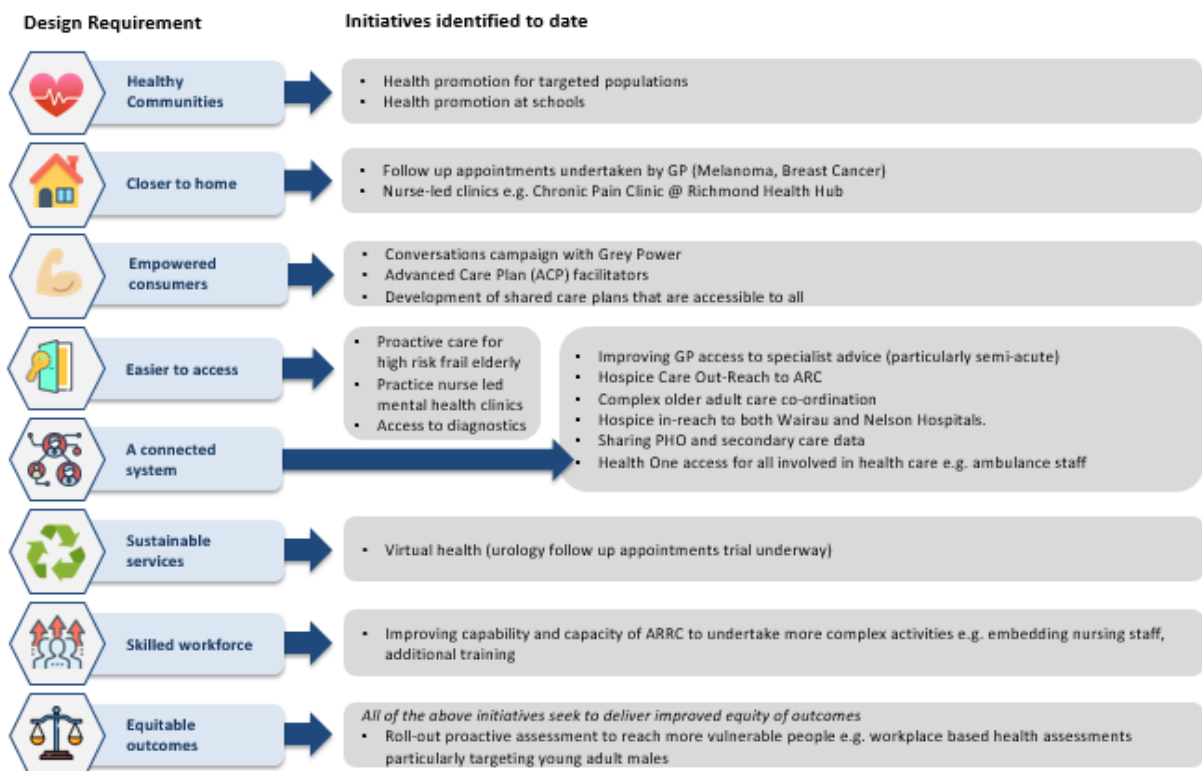 Design Requirement
Initiatives identified to date
Healthy
Communities
▪ Health promotion for targeted populations
▪ Health promotion at schools
Closer to home
▪ Follow up appointments undertaken by GP (Melanoma, Breast Cancer)
▪ Nurse-led clinics e.g. Chronic Pain Clinic @ Richmond Health Hub
Empowered
consumers
▪ Conversations campaign with Grey Power
▪ Advanced Care Plan (ACP) facilitators
▪ Development of shared care plans that are accessible to all
Easier to access
▪ Proactive care for
high risk frail elderly
▪ Practice nurse led
mental health clinics
▪ Access to diagnostics
A connected
system
▪ Improving GP access to specialist advice (particularly semi-acute)
▪ Hospice Care Out-Reach to ARC
▪ Complex older adult care co-ordination
▪ Hospice in-reach to both Wairau and Nelson Hospitals.
▪ Sharing PHO and secondary care data
▪ Health One access for all involved in health care e.g. ambulance staff
Sustainable
services
▪ Virtual health (urology follow up appointments trial underway)
Skilled workforce
▪ Improving capability and capacity of ARRC to undertake more complex activities e.g. embedding nursing staff,
additional training
Equitable
outcomes
All of the above initiatives seek to deliver improved equity of outcomes
▪ Roll-out proactive assessment to reach more vulnerable people e.g. workplace based health assessments
particularly targeting young adult males